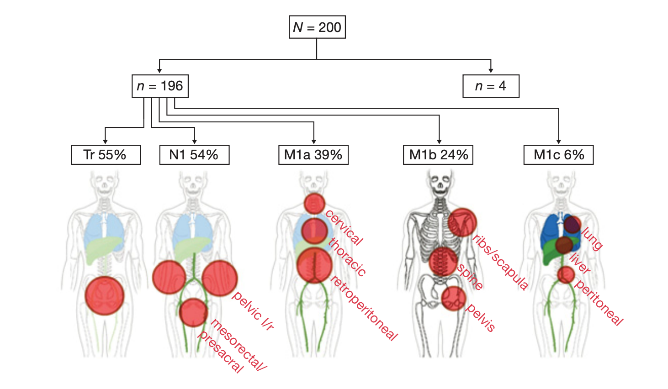 N = 200
n = 196
n = 4
Tr 55%
N1 54%
M1a 39%
M1b 24%
M1c 6%
pelvic l/r
mesorectal/
presacral
cervical
thoracic
retroperitoneal
ribs/scapula
spine
pelvis
lung
liver
peritoneal